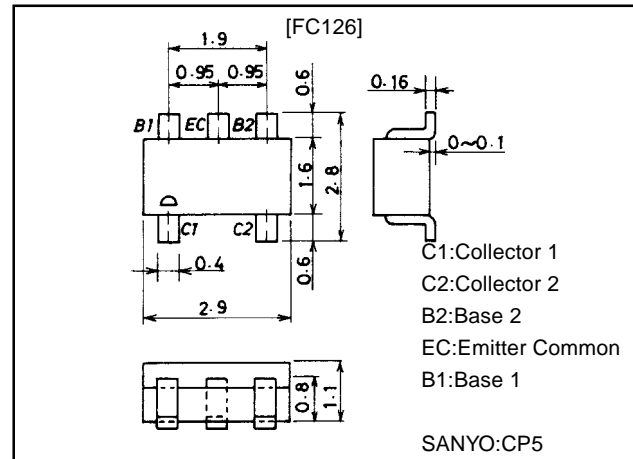 [FC126]
1.9
0.95 0.95
0.6
0.16
B1 EC B2
0~0.1
1.6
2.8
C1 C2
0.6
0.4
2.9
C1:Collector 1
C2:Collector 2
B2:Base 2
EC:Emitter Common
B1:Base 1
0.8
1.1
SANYO:CP5